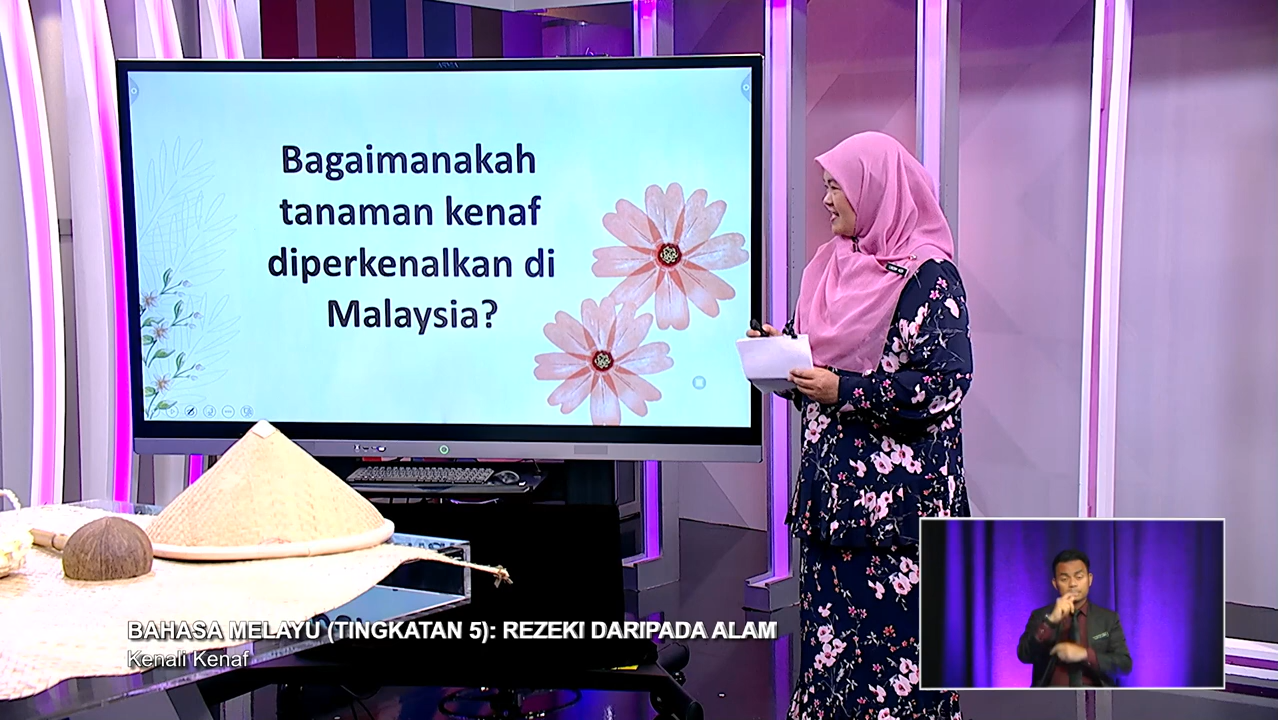 Bagaimanakah
tanaman kenaf
diperkenalkan di
Malaysia?
BAHASA MELAYU (TINGKATAN 5): REZEKI DARIPADA ALAM
Kenali Kenaf